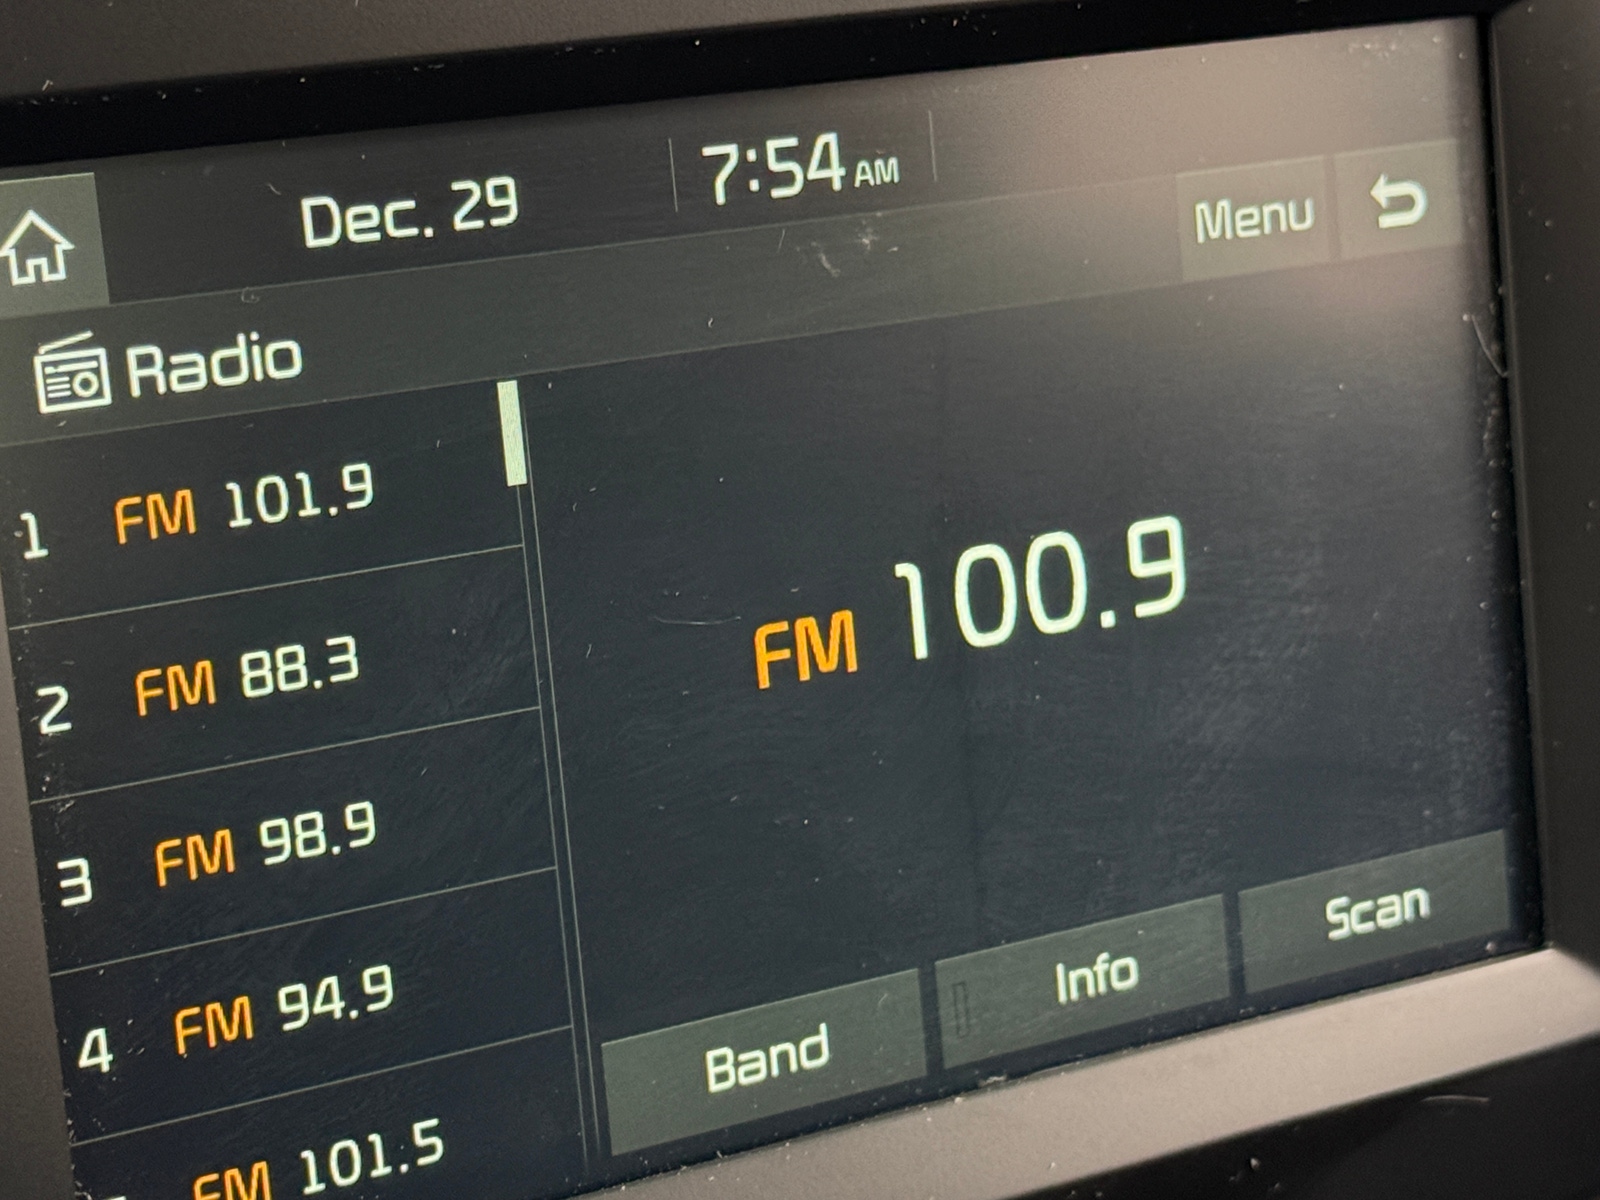 Dec. 29 7:54 AM
Menu
Radio
1 FM 101.9
2 FM 88.3
3 FM 98.9
4 FM 94.9
FM 101.5
FM 100.9
Band Info Scan